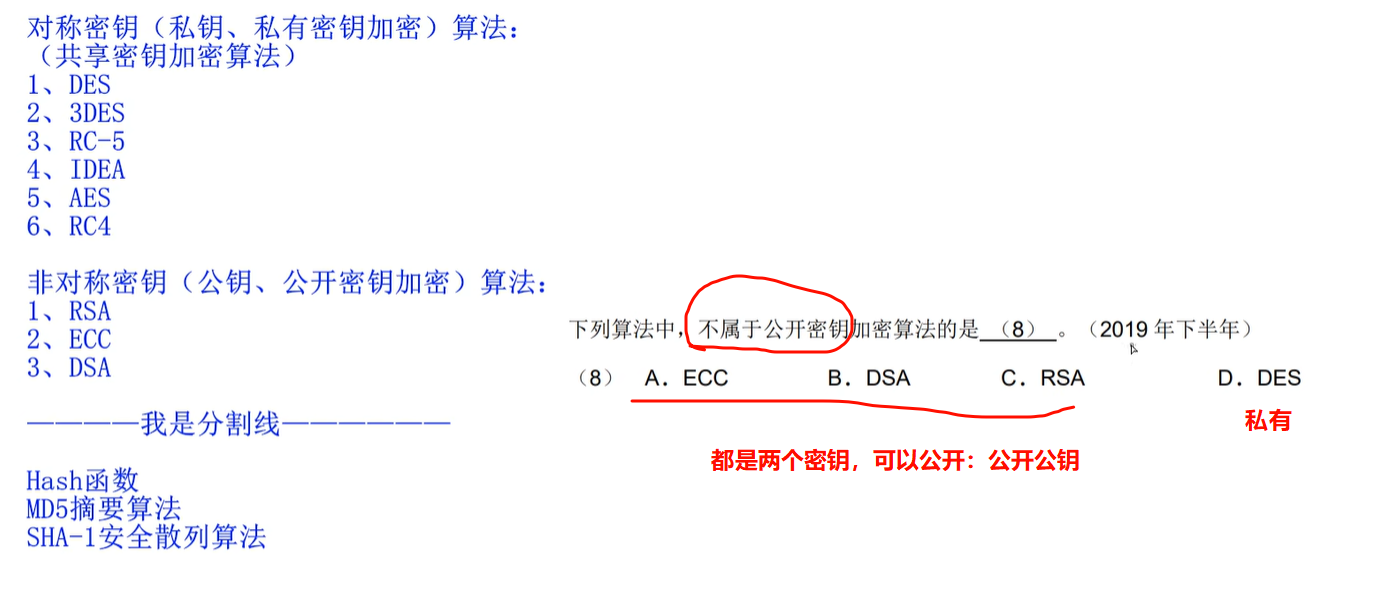 对称密钥（私钥、私有密钥加密）算法：
（共享密钥加密算法）
1、DES
2、3DES
3、RC-5
4、IDEA
5、AES
6、RC4
非对称密钥（公钥、公开密钥加密）算法：
1、RSA
2、ECC
3、DSA
————我是分割线——————
Hash函数
MD5摘要算法
SHA-1安全散列算法
下列算法中，不属于公开密钥加密算法的是 （8） 。（2019 年下半年）
（8） A．ECC B．DSA C．RSA D．DES
私有
都是两个密钥，可以公开：公开公钥